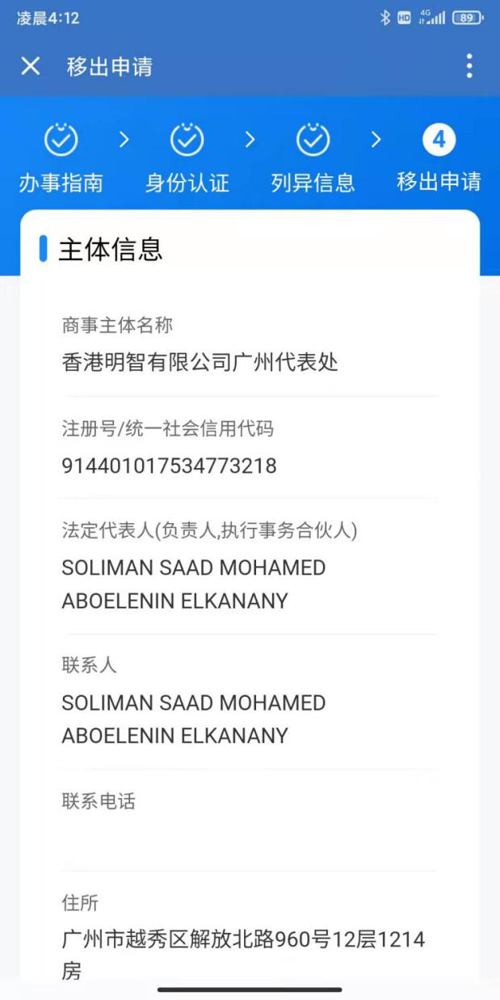 凌晨4:12
HD 4G 89
移出申请
4
办事指南 身份认证 列异信息 移出申请
主体信息
商事主体名称
香港明智有限公司广州代表处
注册号/统一社会信用代码
914401017534773218
法定代表人(负责人,执行事务合伙人)
SOLIMAN SAAD MOHAMED
ABOELENIN ELKANANY
联系人
SOLIMAN SAAD MOHAMED
ABOELENIN ELKANANY
联系电话
住所
广州市越秀区解放北路960号12层1214
房